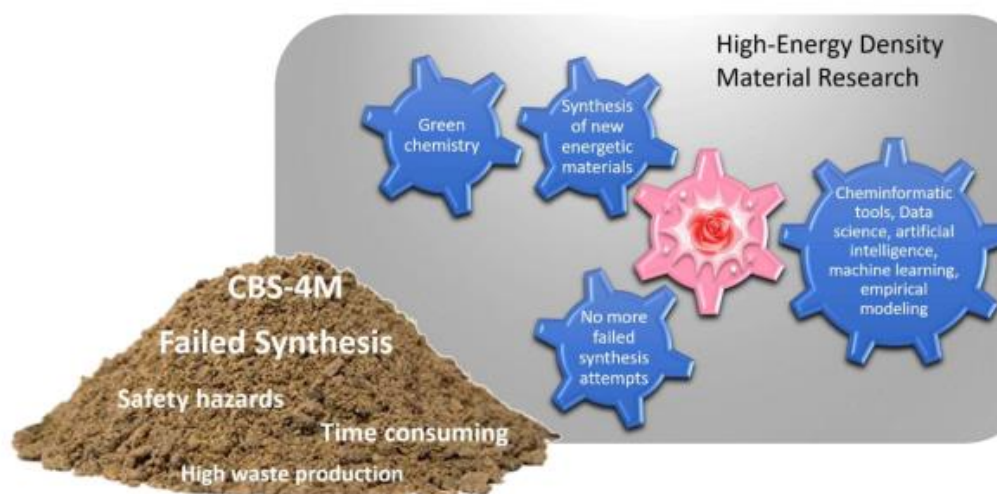 High-Energy Density
Material Research
Green
chemistry
Synthesis
of new
energetic
materials
Cheminformatic
tools, Data
science, artificial
intelligence,
machine learning,
empirical
modeling
No more
failed
synthesis
attempts
CBS-4M
Failed Synthesis
Safety hazards
Time consuming
High waste production